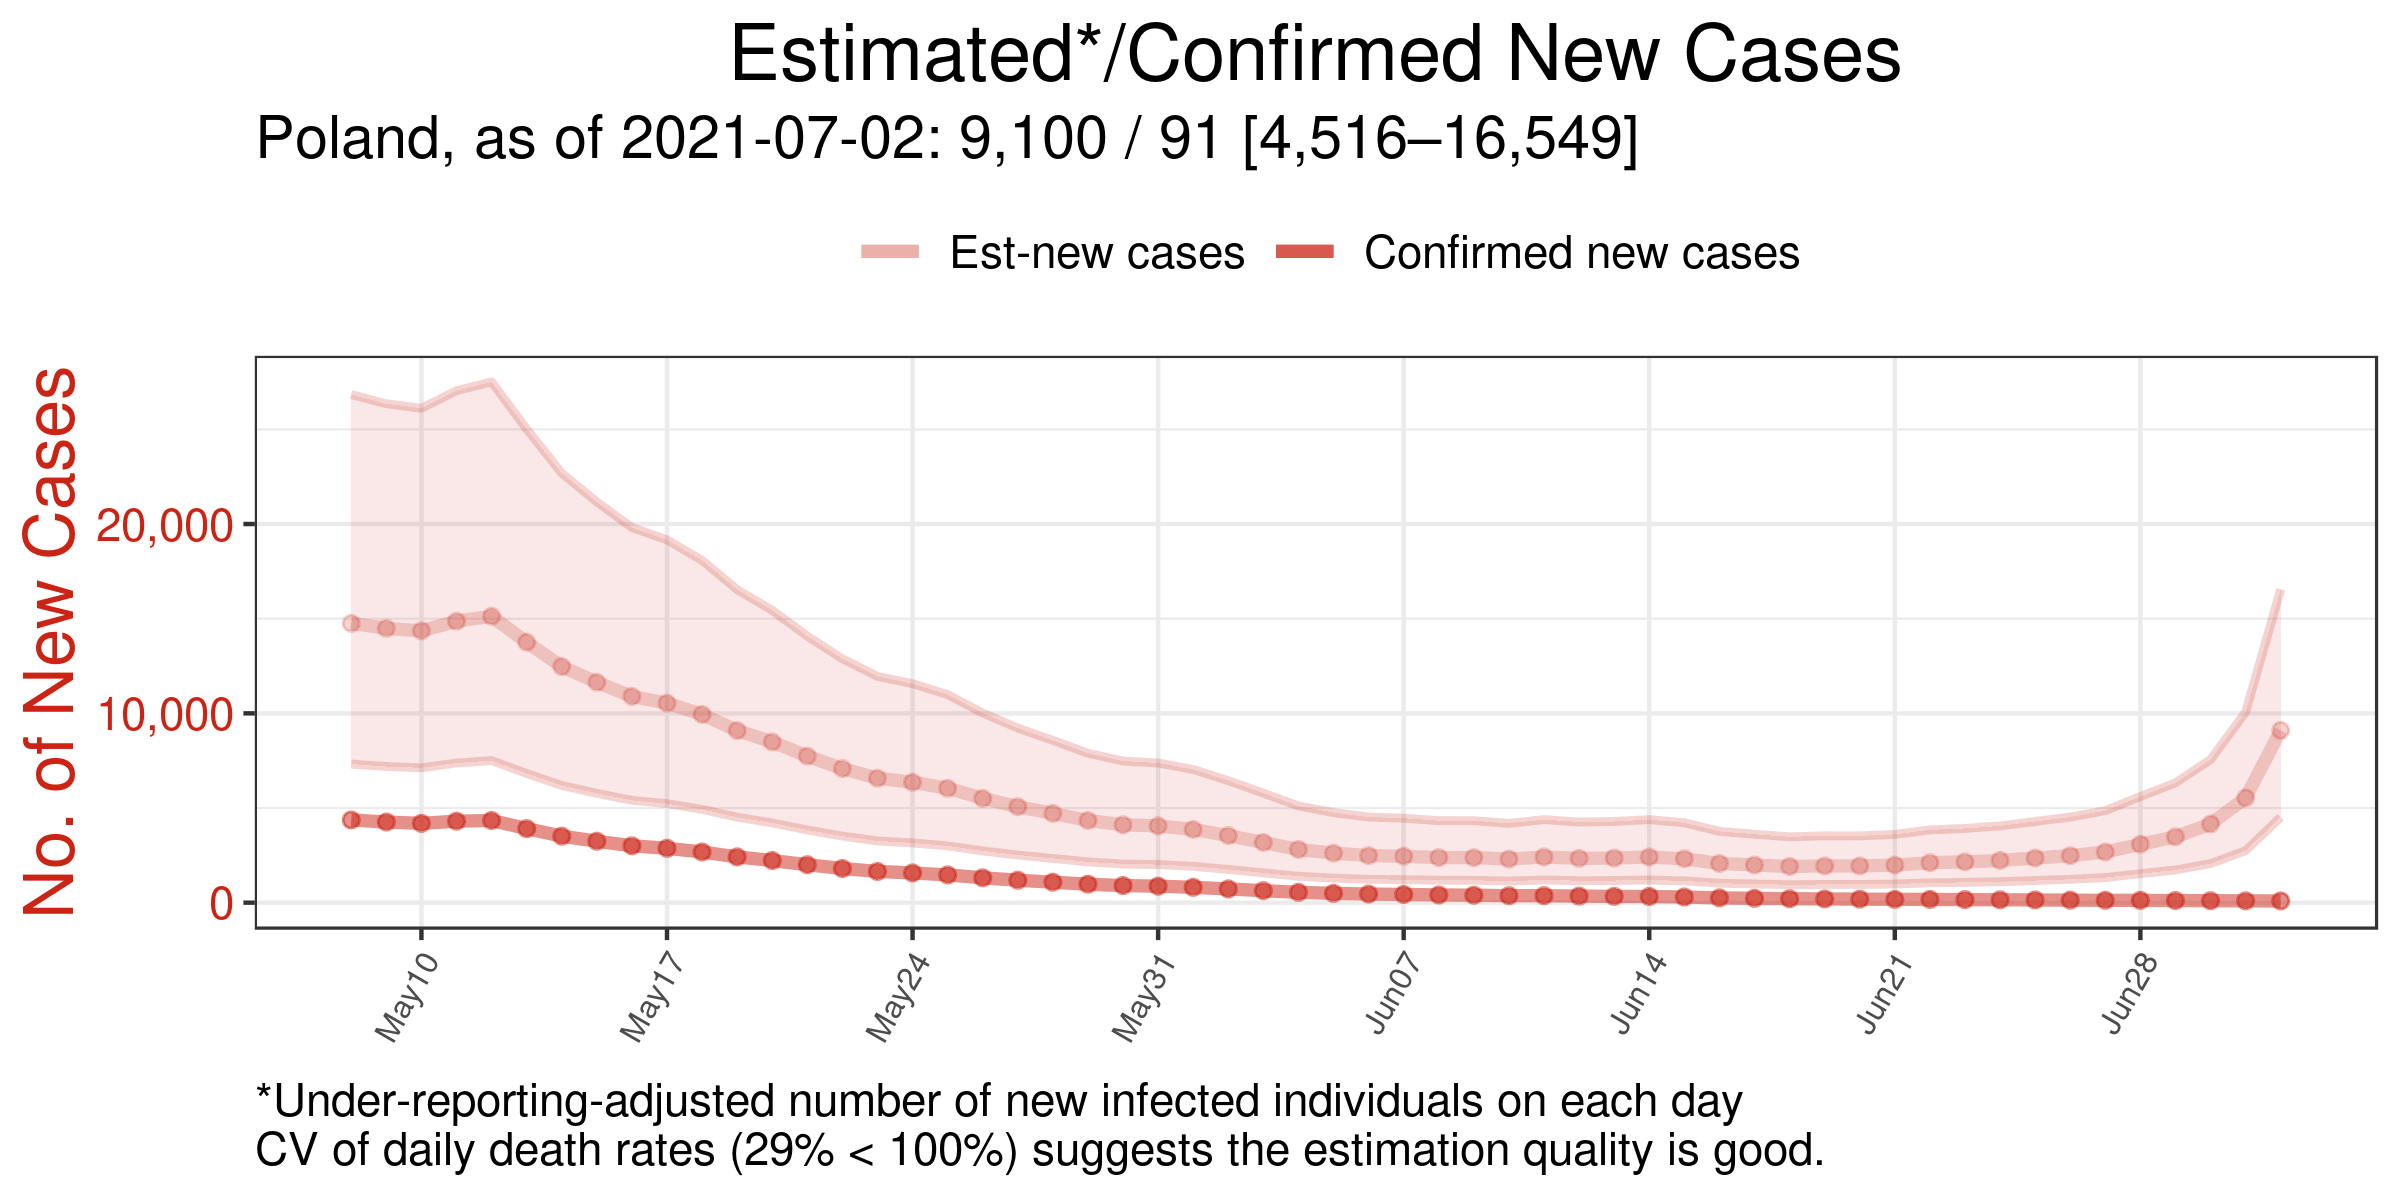 Estimated*/Confirmed New Cases
Poland, as of 2021-07-02: 9,100 / 91 [4,516–16,549]
Est-new cases Confirmed new cases
No. of New Cases
20,000
10,000
0
May10 May17 May24 May31 Jun07 Jun14 Jun21 Jun28
*Under-reporting-adjusted number of new infected individuals on each day
CV of daily death rates (29% < 100%) suggests the estimation quality is good.